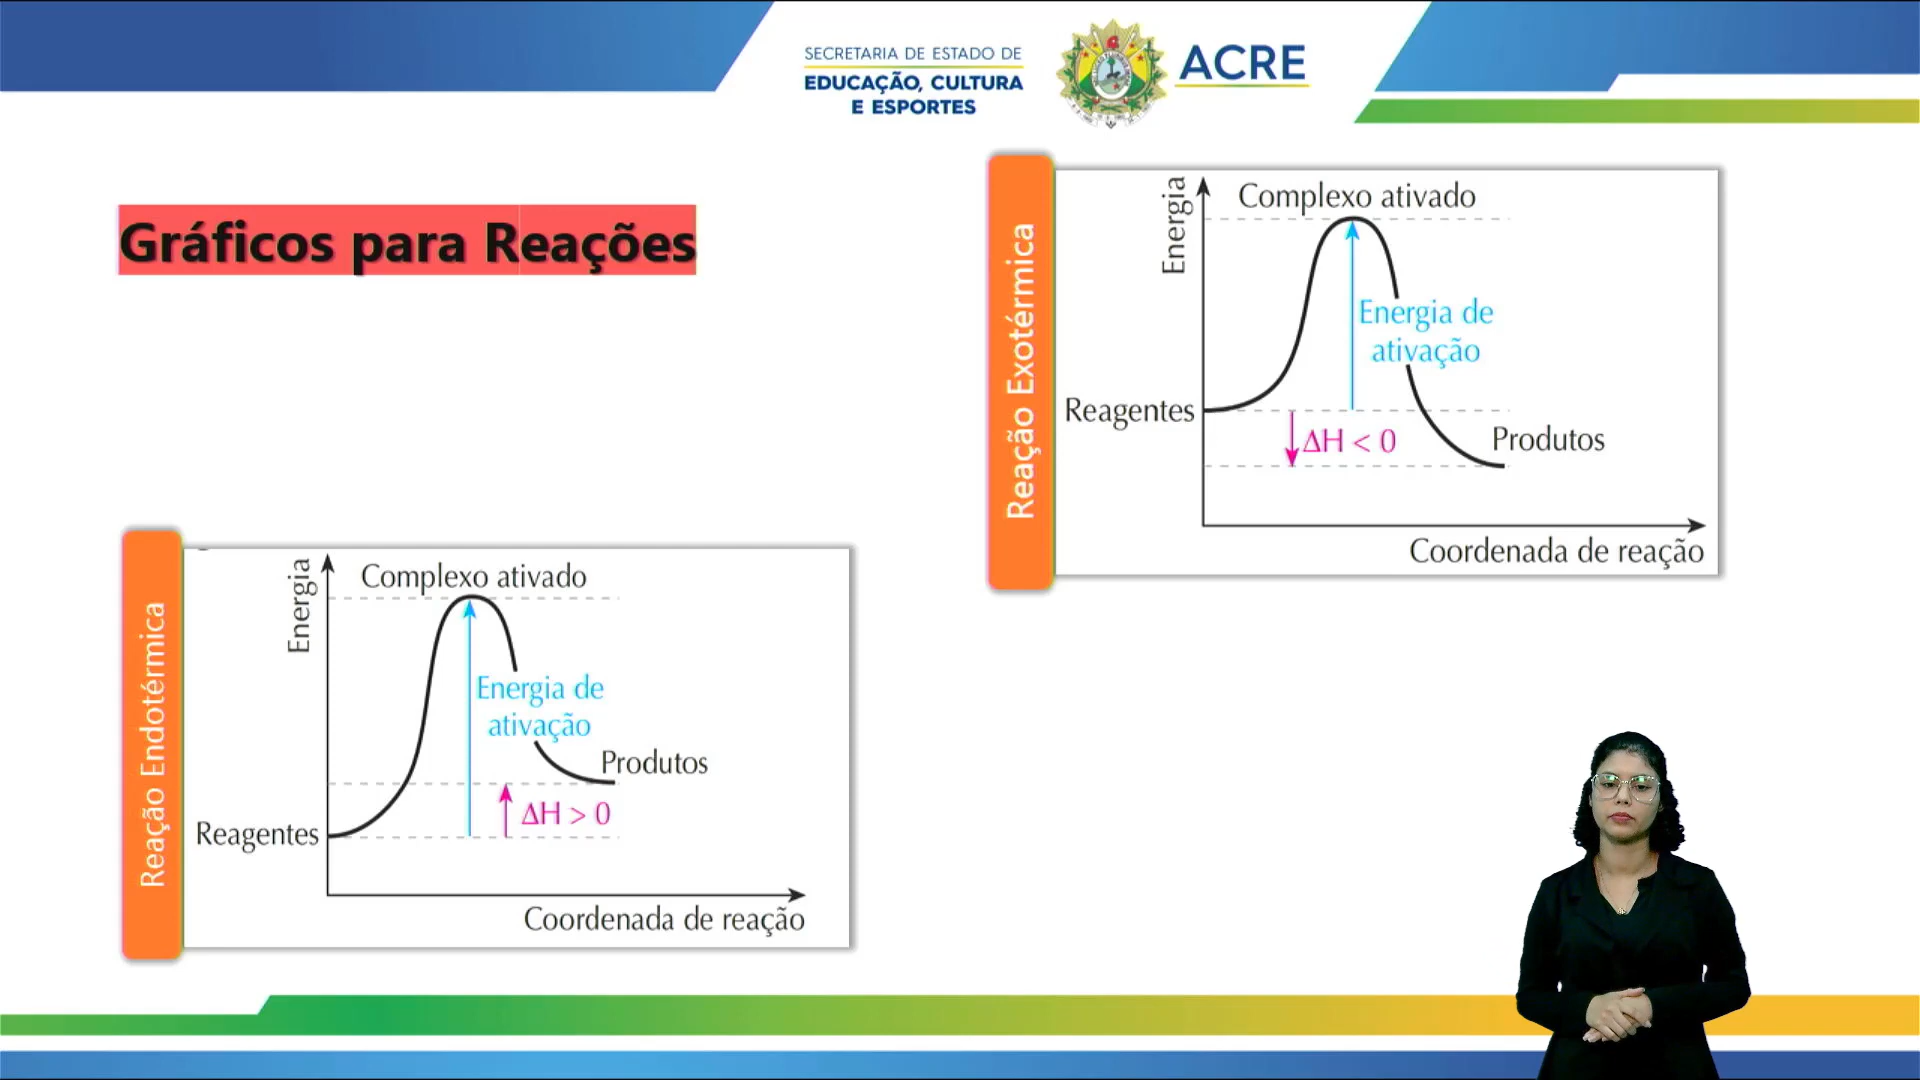 SECRETARIA DE ESTADO DE
EDUCAÇÃO, CULTURA
E ESPORTES
ACRE
Gráficos para Reações
Reação Exotérmica
Energia
Complexo ativado
Energia de
ativação
Reagentes
ΔH < 0
Produtos
Coordenada de reação
Reação Endotérmica
Energia
Complexo ativado
Energia de
ativação
Produtos
ΔH > 0
Reagentes
Coordenada de reação